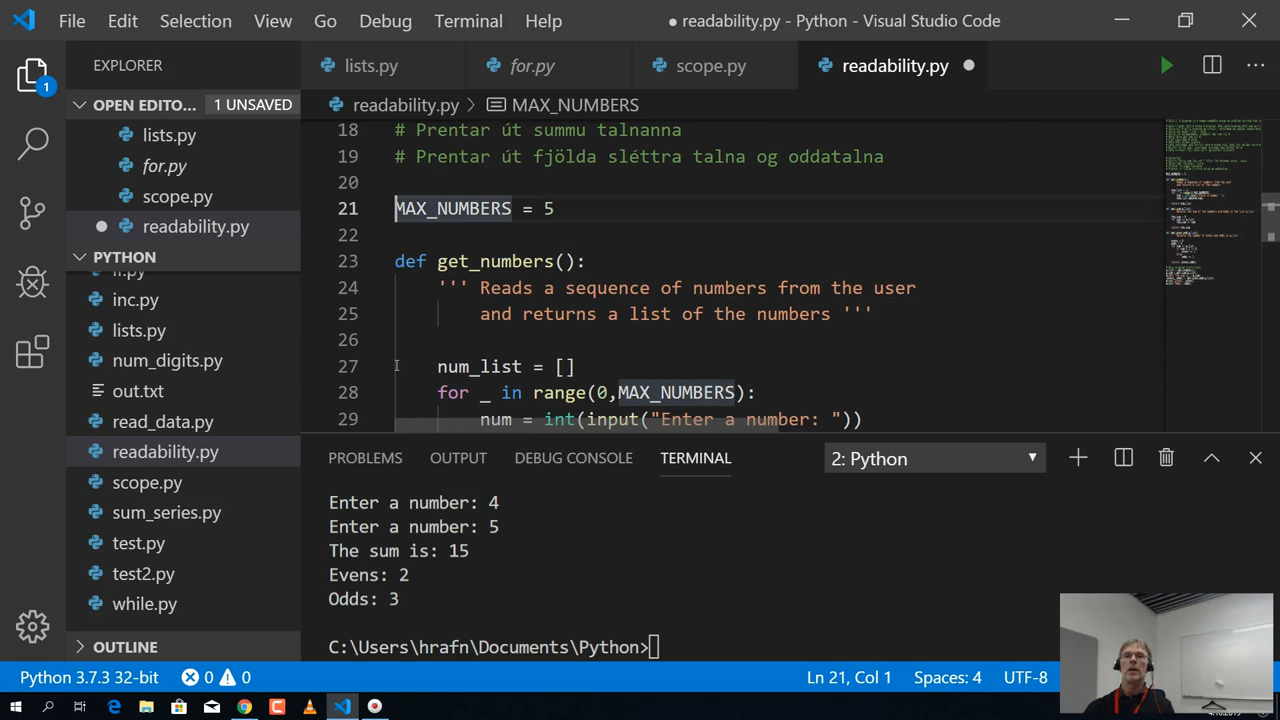 File Edit Selection View Go Debug Terminal Help ● readability.py - Python - Visual Studio Code
EXPLORER
lists.py for.py scope.py readability.py
OPEN EDITO... 1 UNSAVED
readability.py > MAX_NUMBERS
lists.py
for.py
scope.py
readability.py
PYTHON
inc.py
lists.py
num_digits.py
out.txt
read_data.py
readability.py
scope.py
sum_series.py
test.py
test2.py
while.py
OUTLINE
18 # Prentar út summu talnanna
19 # Prentar út fjölda sléttra talna og oddatalna
20
21 MAX_NUMBERS = 5
22
23 def get_numbers():
24 ''' Reads a sequence of numbers from the user
25 and returns a list of the numbers '''
26
27 num_list = []
28 for _ in range(0,MAX_NUMBERS):
29 num = int(input("Enter a number: "))
PROBLEMS OUTPUT DEBUG CONSOLE TERMINAL 2: Python
Enter a number: 4
Enter a number: 5
The sum is: 15
Evens: 2
Odds: 3
C:\Users\hrafn\Documents\Python>
1
Python 3.7.3 32-bit 0 0 Ln 21, Col 1 Spaces: 4 UTF-8